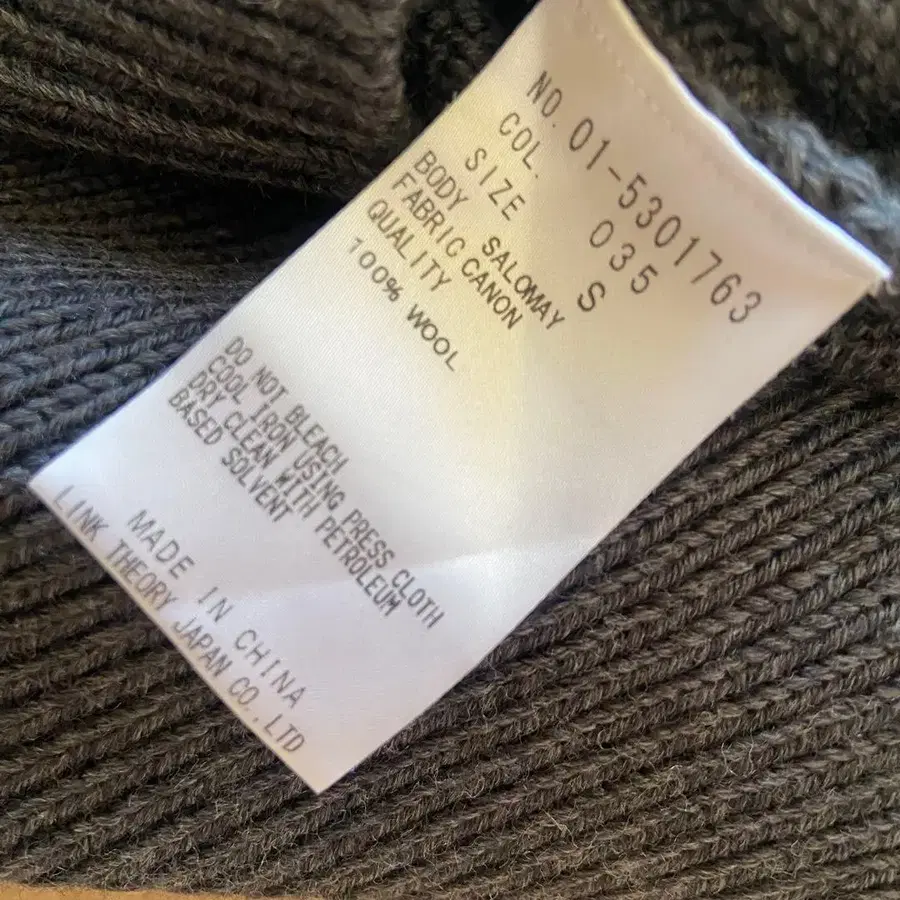 NO. 01-5301763
COL. 035
SIZE S
BODY SALOMAY
FABRIC CANON
QUALITY
100% WOOL
DO NOT BLEACH
COOL IRON USING PRESS CLOTH
DRY CLEAN WITH PETROLEUM
BASED SOLVENT
MADE IN CHINA
LINK THEORY JAPAN CO.,LTD